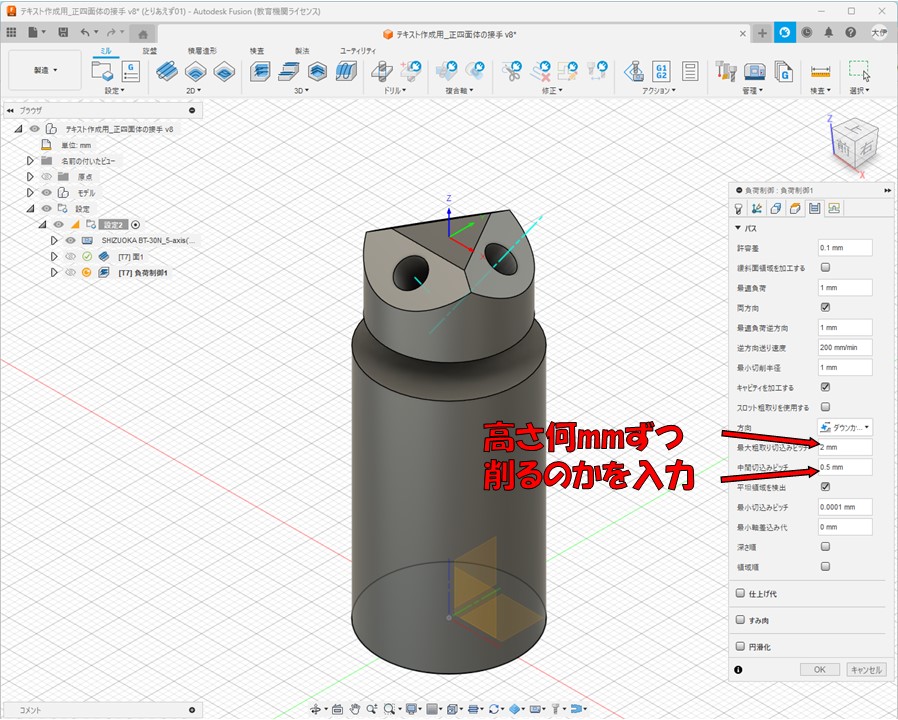 テキスト作成用_正四面体の接手 v8* (とりあえず01) - Autodesk Fusion (教育機関ライセンス)
テキスト作成用_正四面体の接手 v8*
大伊
ミル 旋盤 積層造形 検査 製法 ユーティリティ
製造
G1
G2
設定 2D 3D ドリル 複合軸 修正 アクション 管理 検査 選択
ブラウザ
テキスト作成用_正四面体の接手 v8
単位: mm
名前の付いたビュー
原点
モデル
設定
設定2
SHIZUOKA BT-30N_5-axis(...
[T7] 面1
[T7] 負荷制御1
Z
上
前
右
X
Z
負荷制御 : 負荷制御1
パス
許容差 0.1 mm
緩斜面領域を加工する
最適負荷 1 mm
両方向
最適負荷逆方向 1 mm
逆方向送り速度 200 mm/min
最小切削半径 1 mm
キャビティを加工する
スロット粗取りを使用する
方向 ダウンカ...
最大粗取り切込みピッチ 2 mm
中間切込みピッチ 0.5 mm
平坦領域を検出
最小切込みピッチ 0.0001 mm
最小軸差込み代 0 mm
深さ順
領域順
仕上げ代
すみ肉
円滑化
OK キャンセル
高さ何mmずつ
削るのかを入力
コメント